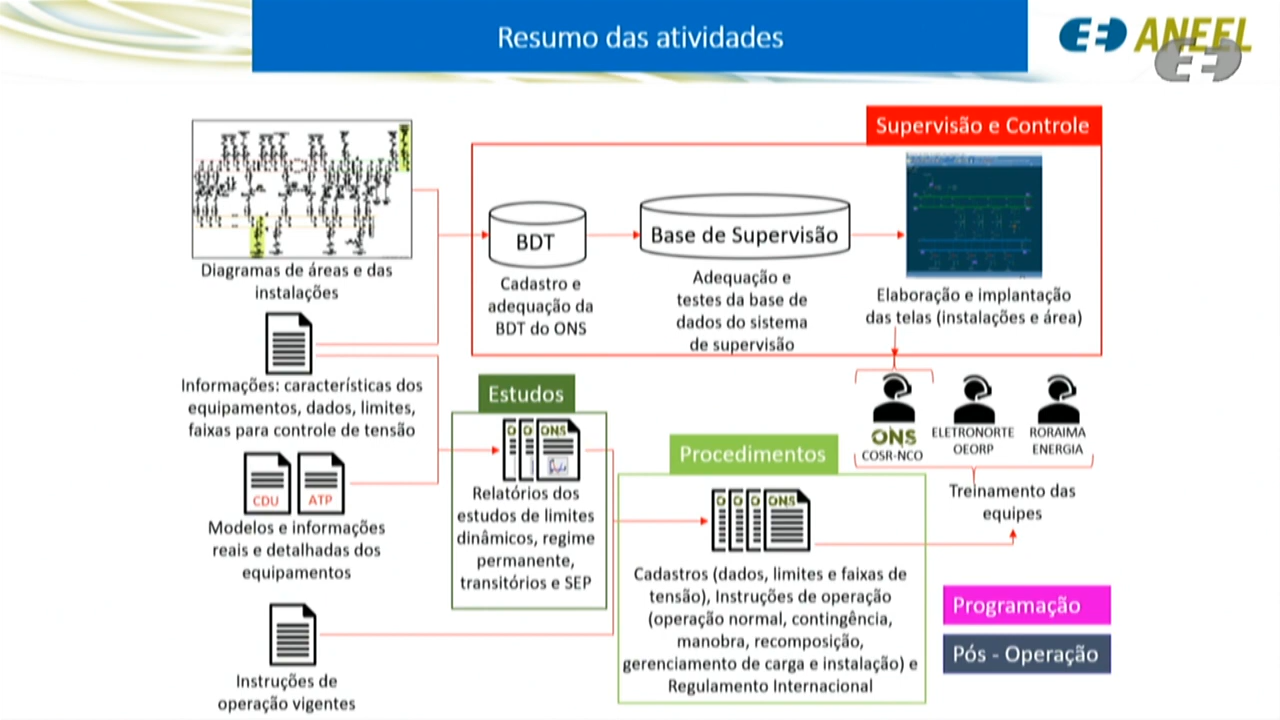 Resumo das atividades
ANEEL
Supervisão e Controle
Diagramas de áreas e das
instalações
BDT
Cadastro e
adequação da
BDT do ONS
Base de Supervisão
Adequação e
testes da base de
dados do sistema
de supervisão
Elaboração e implantação
das telas (instalações e área)
Informações: características dos
equipamentos, dados, limites,
faixas para controle de tensão
Estudos
ONS
Relatórios dos
estudos de limites
dinâmicos, regime
permanente,
transitórios e SEP
CDU
ATP
Modelos e informações
reais e detalhadas dos
equipamentos
Instruções de
operação vigentes
Procedimentos
ONS
Cadastros (dados, limites e faixas de
tensão), Instruções de operação
(operação normal, contingência,
manobra, recomposição,
gerenciamento de carga e instalação) e
Regulamento Internacional
ONS
COSR-NCO
ELETRONORTE
OEORP
RORAIMA
ENERGIA
Treinamento das
equipes
Programação
Pós - Operação